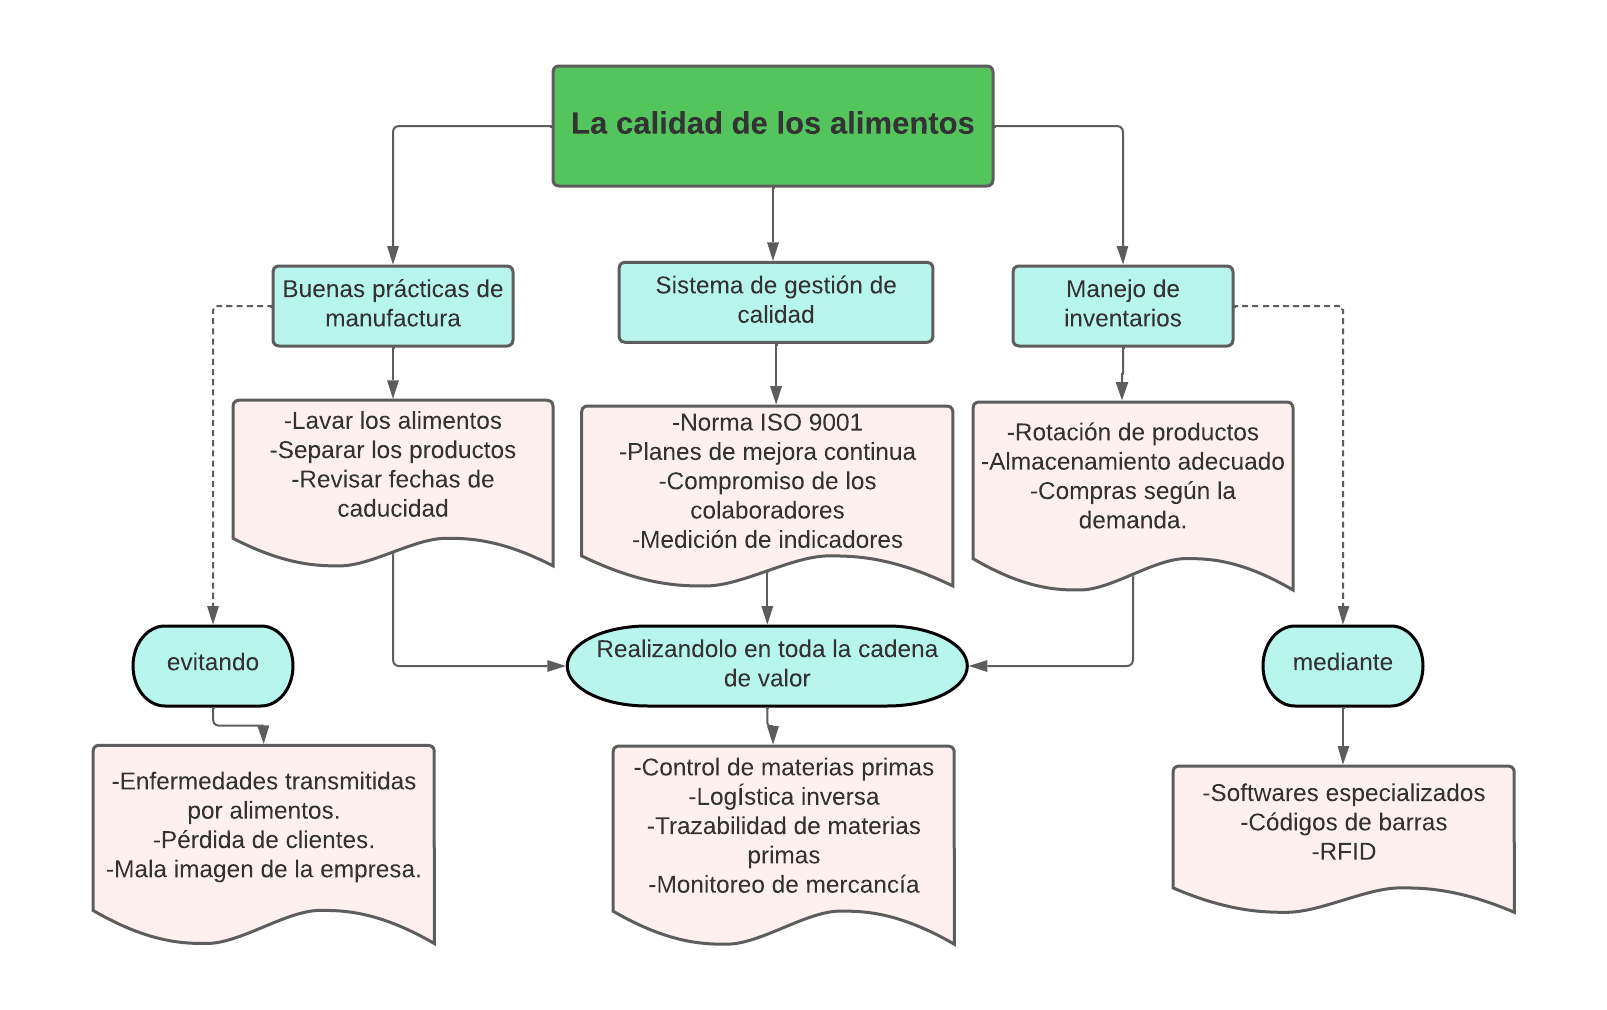 La calidad de los alimentos
Buenas prácticas de
manufactura
Sistema de gestión de
calidad
Manejo de
inventarios
-Lavar los alimentos
-Separar los productos
-Revisar fechas de
caducidad
-Norma ISO 9001
-Planes de mejora continua
-Compromiso de los
colaboradores
-Medición de indicadores
-Rotación de productos
-Almacenamiento adecuado
-Compras según la
demanda.
evitando
Realizandolo en toda la cadena
de valor
mediante
-Enfermedades transmitidas
por alimentos.
-Pérdida de clientes.
-Mala imagen de la empresa.
-Control de materias primas
-LogÍstica inversa
-Trazabilidad de materias
primas
-Monitoreo de mercancía
-Softwares especializados
-Códigos de barras
-RFID